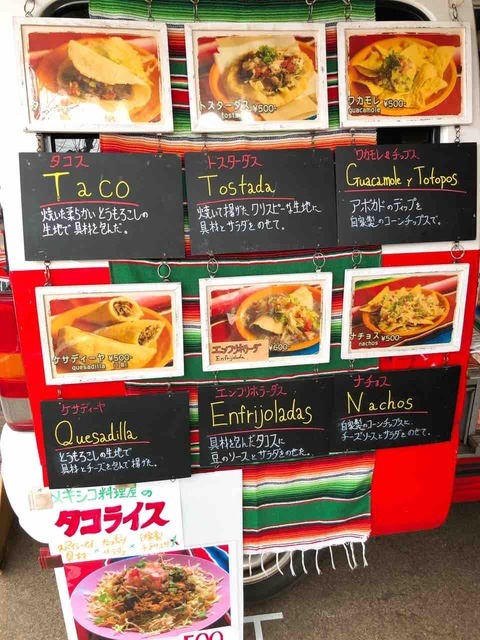 トスターダス ¥500-
tostadas
ワカモレ ¥500-
guacamole
タコス
Taco
焼いた柔らかいとうもろこしの
生地で具材を包んだ。
トスターダス
Tostada
焼いて揚げたクリスピーな生地に
具材とサラダをのせて。
ワカモレ&チップス
Guacamole y Totopos
アボカドのディップを
自家製のコーンチップスで。
ケサディーヤ ¥500-
quesadilla
エンフリホラーダ
Enfrijolada
¥600-
ナチョス ¥500-
nachos
ケサディーヤ
Quesadilla
とうもろこしの生地で
具材とチーズを包んで揚げた。
エンフリホラーダス
Enfrijoladas
具材を包んだタコスに
豆のソースとサラダをのせた。
ナチョス
Nachos
自家製のコーンチップスに
チーズソースとサラダをのせて。
メキシコ料理屋の
タコライス
500